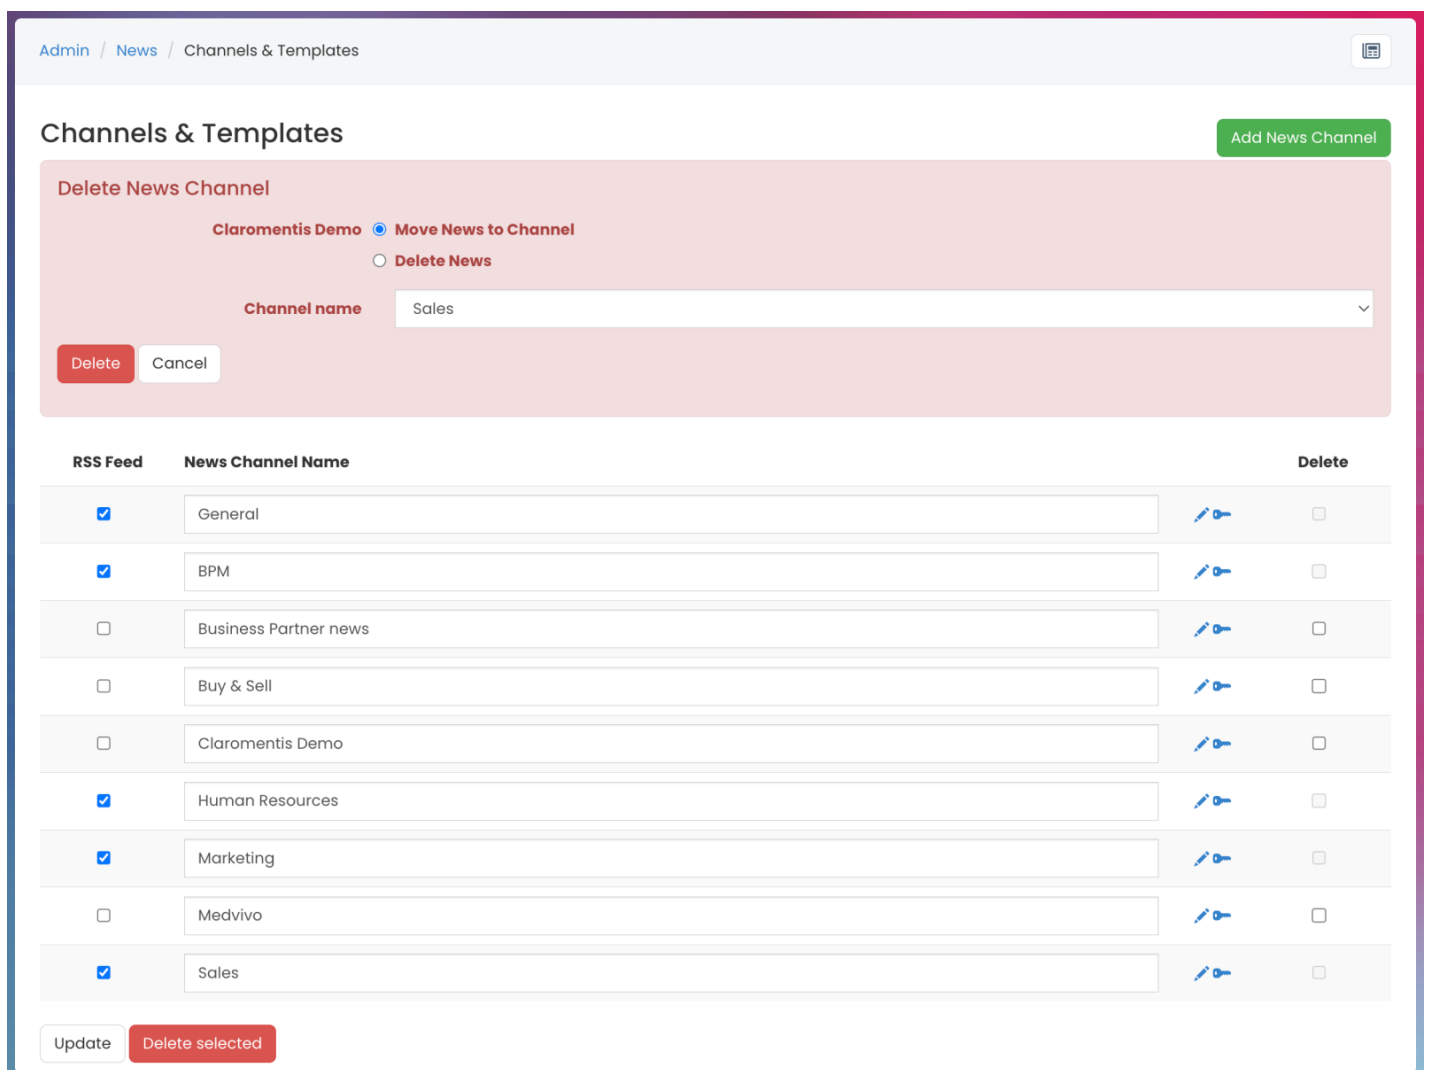 Admin / News / Channels & Templates
Channels & Templates
Add News Channel
Delete News Channel
Claromentis Demo Move News to Channel
Delete News
Channel name Sales
Delete Cancel
RSS Feed News Channel Name Delete
General
BPM
Business Partner news
Buy & Sell
Claromentis Demo
Human Resources
Marketing
Medvivo
Sales
Update Delete selected